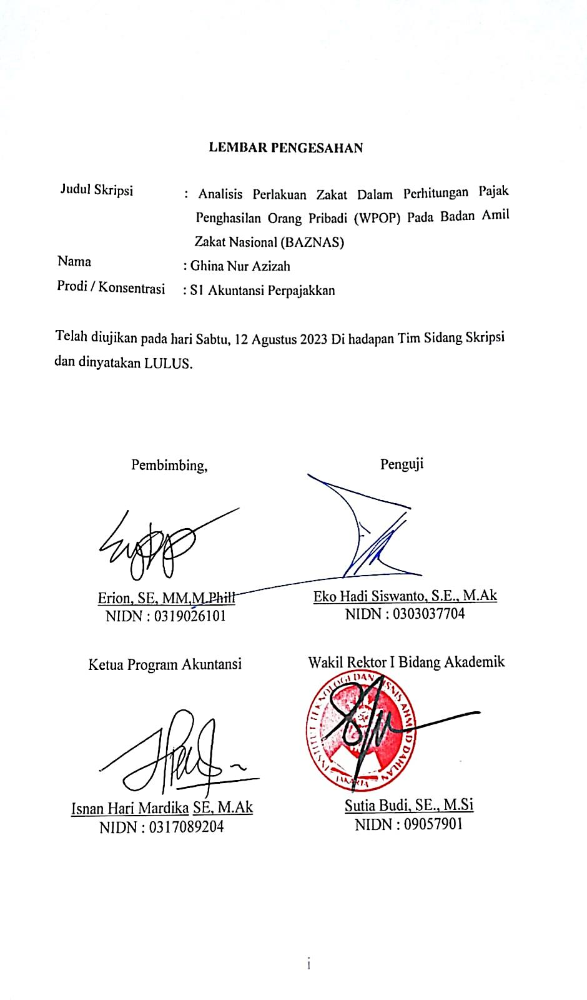 LEMBAR PENGESAHAN
Judul Skripsi : Analisis Perlakuan Zakat Dalam Perhitungan Pajak
Penghasilan Orang Pribadi (WPOP) Pada Badan Amil
Zakat Nasional (BAZNAS)
Nama : Ghina Nur Azizah
Prodi / Konsentrasi : S1 Akuntansi Perpajakkan
Telah diujikan pada hari Sabtu, 12 Agustus 2023 Di hadapan Tim Sidang Skripsi
dan dinyatakan LULUS.
Pembimbing,
Erion, SE, MM,M.Phill
NIDN : 0319026101
Penguji
Eko Hadi Siswanto, S.E., M.Ak
NIDN : 0303037704
Ketua Program Akuntansi
Isnan Hari Mardika SE, M.Ak
NIDN : 0317089204
Wakil Rektor I Bidang Akademik
INSTITUT TEKNOLOGI DAN BISNIS AHMAD DAHLAN
JAKARTA
Sutia Budi, SE., M.Si
NIDN : 09057901
i